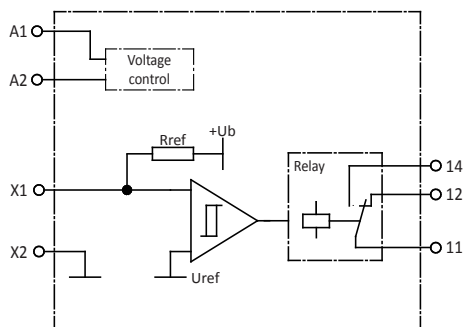 A1
Voltage
control
A2
Rref
+Ub
Relay
14
12
X1
X2
Uref
11